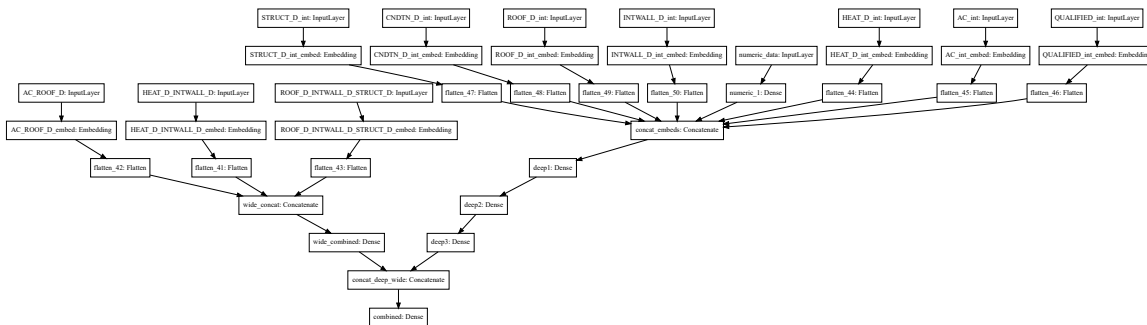 STRUCT_D_int: InputLayer
CNDTN_D_int: InputLayer
ROOF_D_int: InputLayer
INTWALL_D_int: InputLayer
HEAT_D_int: InputLayer
AC_int: InputLayer
QUALIFIED_int: InputLayer
STRUCT_D_int_embed: Embedding
CNDTN_D_int_embed: Embedding
ROOF_D_int_embed: Embedding
INTWALL_D_int_embed: Embedding
numeric_data: InputLayer
HEAT_D_int_embed: Embedding
AC_int_embed: Embedding
QUALIFIED_int_embed: Embedding
AC_ROOF_D: InputLayer
HEAT_D_INTWALL_D: InputLayer
ROOF_D_INTWALL_D_STRUCT_D: InputLayer
flatten_47: Flatten
flatten_48: Flatten
flatten_49: Flatten
flatten_50: Flatten
numeric_1: Dense
flatten_44: Flatten
flatten_45: Flatten
flatten_46: Flatten
AC_ROOF_D_embed: Embedding
HEAT_D_INTWALL_D_embed: Embedding
ROOF_D_INTWALL_D_STRUCT_D_embed: Embedding
concat_embeds: Concatenate
flatten_42: Flatten
flatten_41: Flatten
flatten_43: Flatten
deep1: Dense
wide_concat: Concatenate
deep2: Dense
wide_combined: Dense
deep3: Dense
concat_deep_wide: Concatenate
combined: Dense